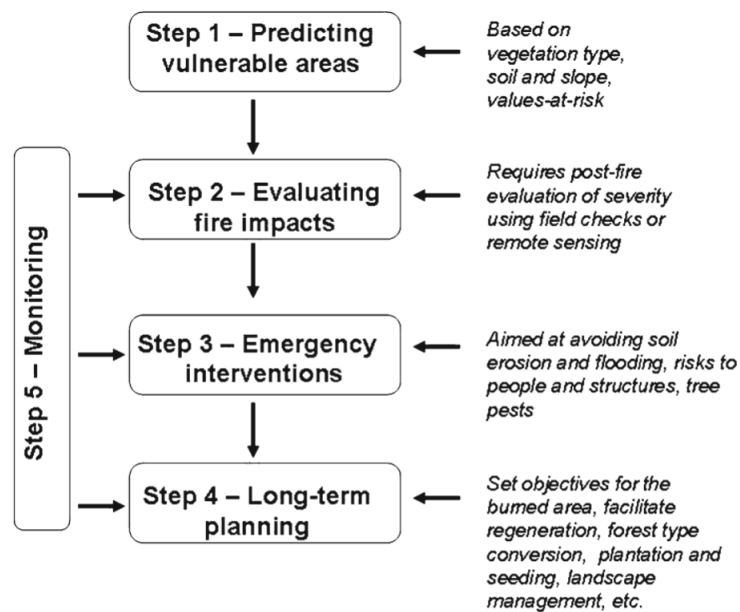 Step 1 – Predicting
vulnerable areas
Based on
vegetation type,
soil and slope,
values-at-risk
Step 5 – Monitoring
Step 2 – Evaluating
fire impacts
Requires post-fire
evaluation of severity
using field checks or
remote sensing
Step 3 – Emergency
interventions
Aimed at avoiding soil
erosion and flooding, risks to
people and structures, tree
pests
Step 4 – Long-term
planning
Set objectives for the
burned area, facilitate
regeneration, forest type
conversion, plantation and
seeding, landscape
management, etc.